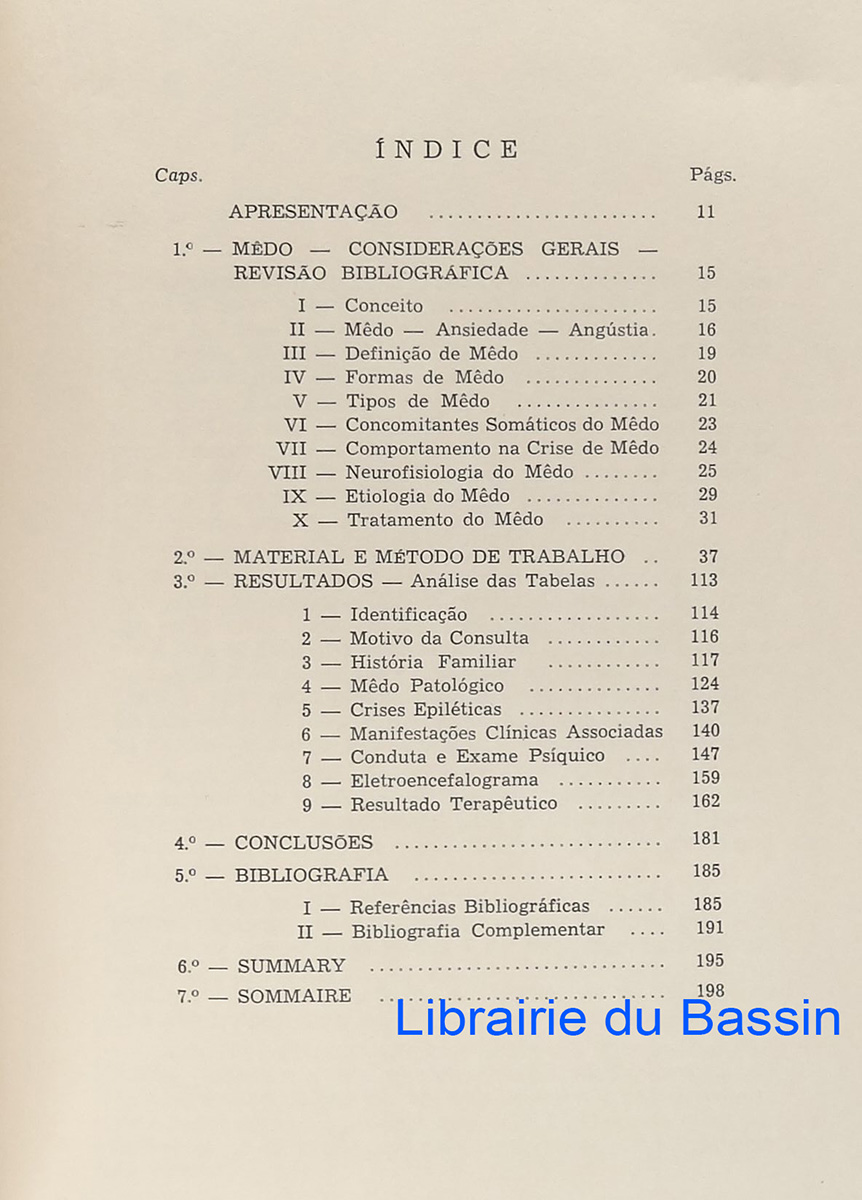 ÍNDICE
Caps. Págs.
APRESENTAÇÃO ........................ 11
1.º — MÊDO — CONSIDERAÇÕES GERAIS —
REVISÃO BIBLIOGRÁFICA .............. 15
I — Conceito ...................... 15
II — Mêdo — Ansiedade — Angústia. 16
III — Definição de Mêdo ............. 19
IV — Formas de Mêdo .............. 20
V — Tipos de Mêdo ............... 21
VI — Concomitantes Somáticos do Mêdo 23
VII — Comportamento na Crise de Mêdo 24
VIII — Neurofisiologia do Mêdo ........ 25
IX — Etiologia do Mêdo .............. 29
X — Tratamento do Mêdo .......... 31
2.º — MATERIAL E MÉTODO DE TRABALHO .. 37
3.º — RESULTADOS — Análise das Tabelas ...... 113
1 — Identificação .................. 114
2 — Motivo da Consulta ............ 116
3 — História Familiar ............ 117
4 — Mêdo Patológico .............. 124
5 — Crises Epiléticas ............... 137
6 — Manifestações Clínicas Associadas 140
7 — Conduta e Exame Psíquico .... 147
8 — Eletroencefalograma ........... 159
9 — Resultado Terapêutico ......... 162
4.º — CONCLUSÕES ............................ 181
5.º — BIBLIOGRAFIA .......................... 185
I — Referências Bibliográficas ...... 185
II — Bibliografia Complementar .... 191
6.º — SUMMARY ............................... 195
7.º — SOMMAIRE .............................. 198
Librairie du Bassin